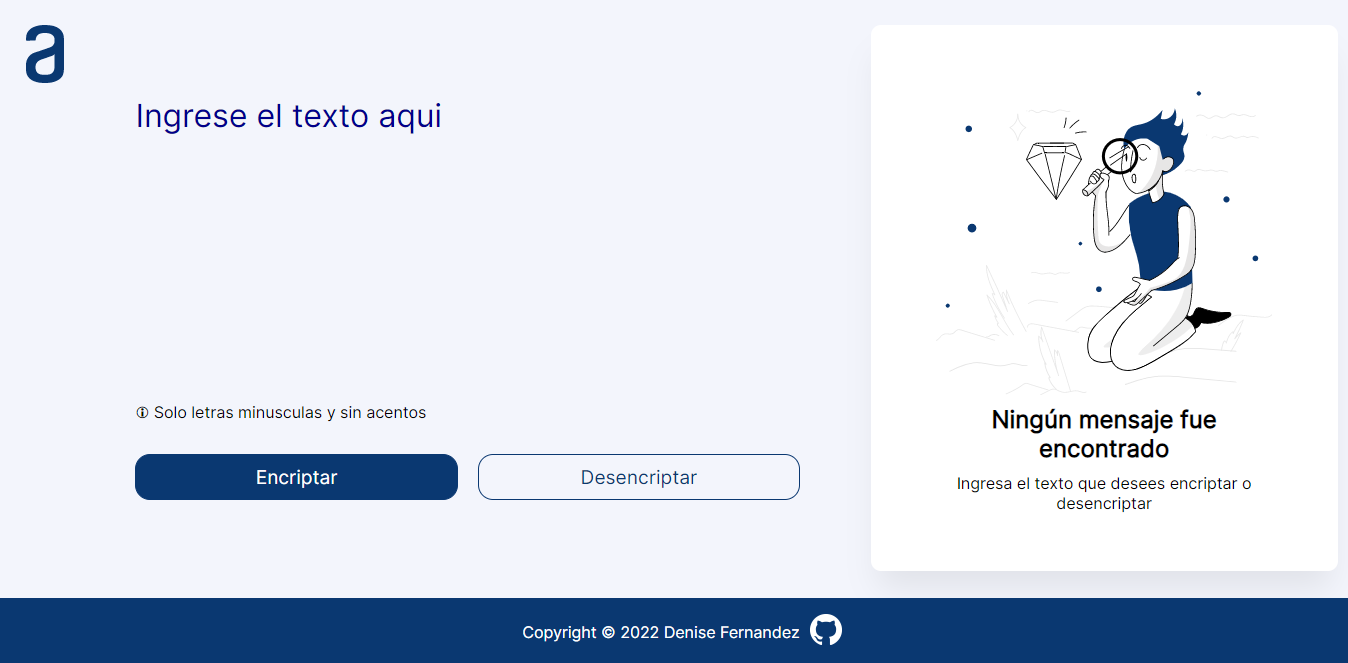 a
Ingrese el texto aqui
Solo letras minusculas y sin acentos
Encriptar
Desencriptar
Ningún mensaje fue
encontrado
Ingresa el texto que desees encriptar o
desencriptar
Copyright © 2022 Denise Fernandez